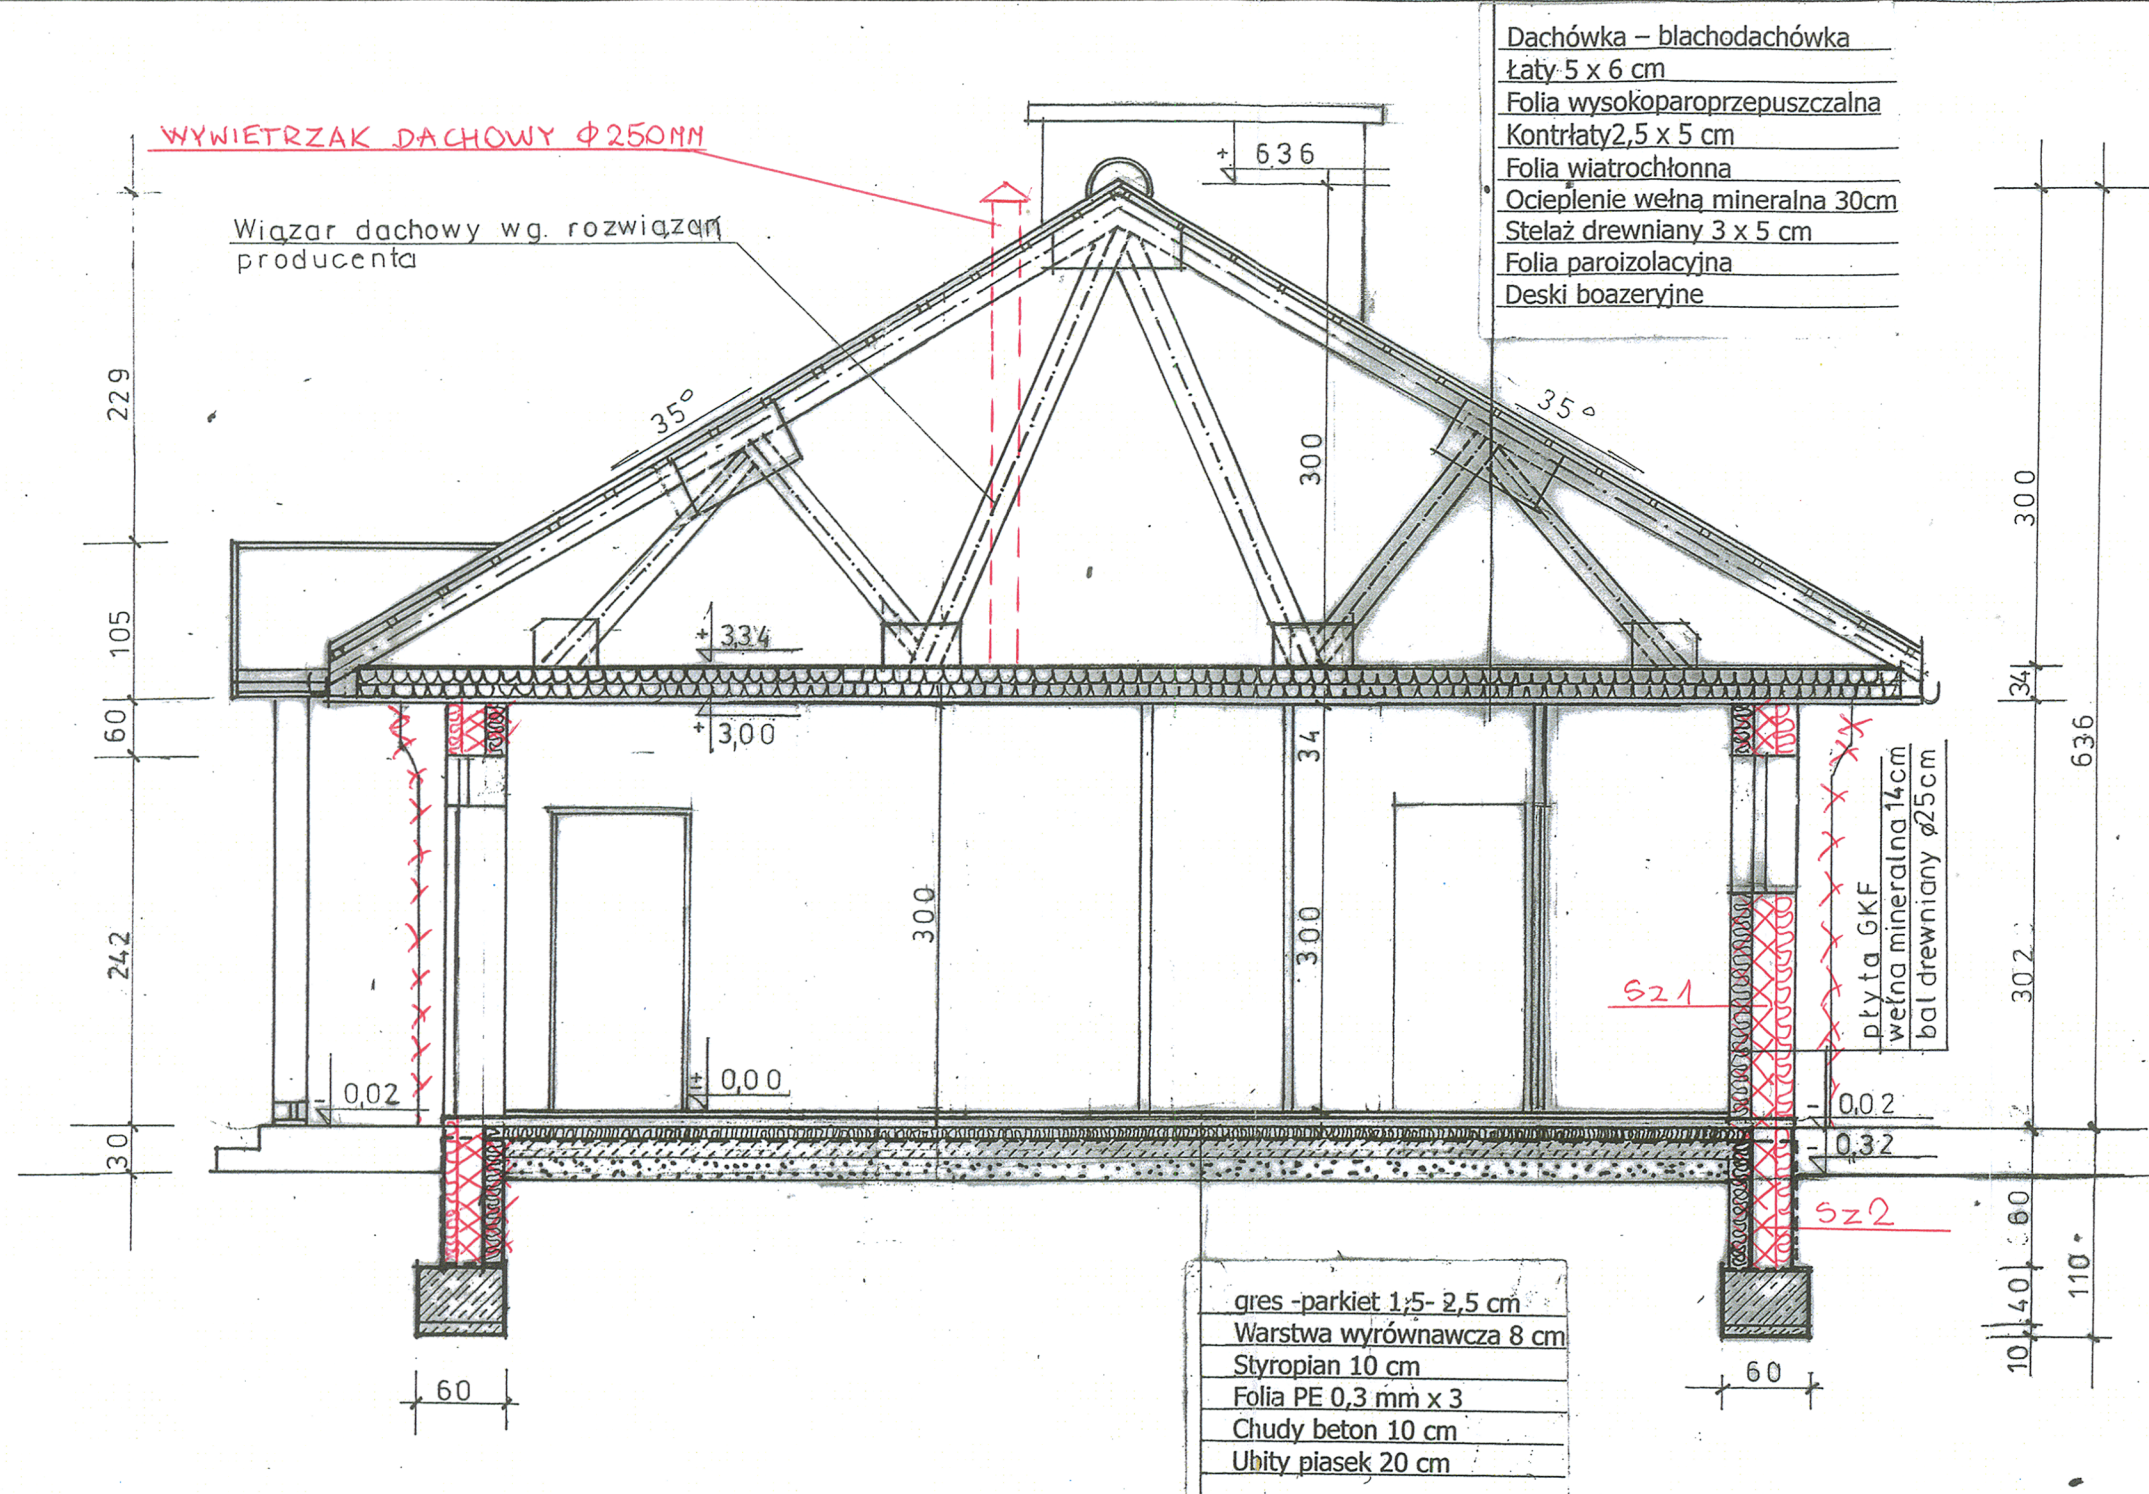 Dachówka – blachodachówka
Łaty 5 x 6 cm
Folia wysokoparoprzepuszczalna
Kontrłaty2,5 x 5 cm
Folia wiatrochłonna
Ocieplenie wełną mineralna 30cm
Stelaż drewniany 3 x 5 cm
Folia paroizolacyjna
Deski boazeryjne
WYWIETRZAK DACHOWY Φ250MM
Wiązar dachowy wg. rozwiązań
producenta
+ 636
35°
35°
229
105
60
242
30
300
300
34
302
636
60
40
10
110
+ 3,34
+ 3,00
34
300
300
± 0,00
- 0,02
- 0,02
- 0,32
płyta GKF
wełna mineralna 14cm
bal drewniany ø25cm
Sz1
Sz2
60
60
gres -parkiet 1,5- 2,5 cm
Warstwa wyrównawcza 8 cm
Styropian 10 cm
Folia PE 0,3 mm x 3
Chudy beton 10 cm
Ubity piasek 20 cm